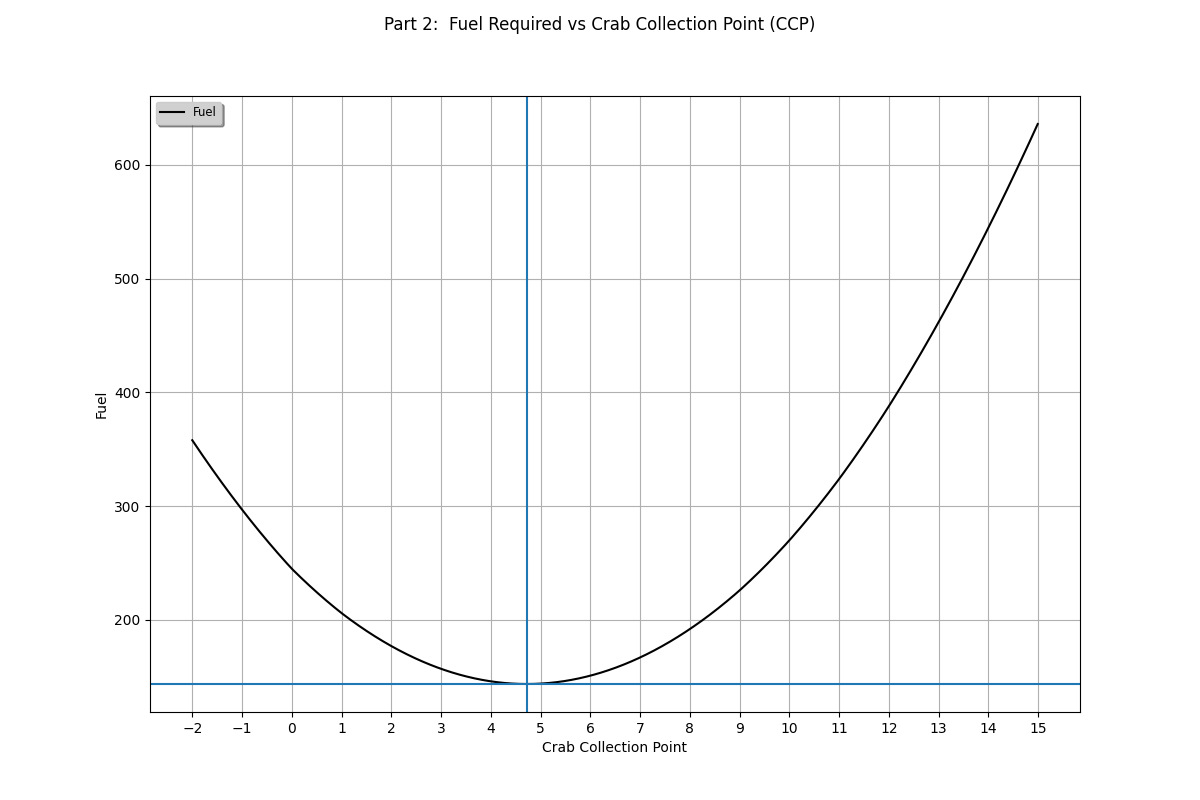 Part 2:  Fuel Required vs Crab Collection Point (CCP)
Fuel
600
500
400
300
200
Fuel
−2 −1 0 1 2 3 4 5 6 7 8 9 10 11 12 13 14 15
Crab Collection Point